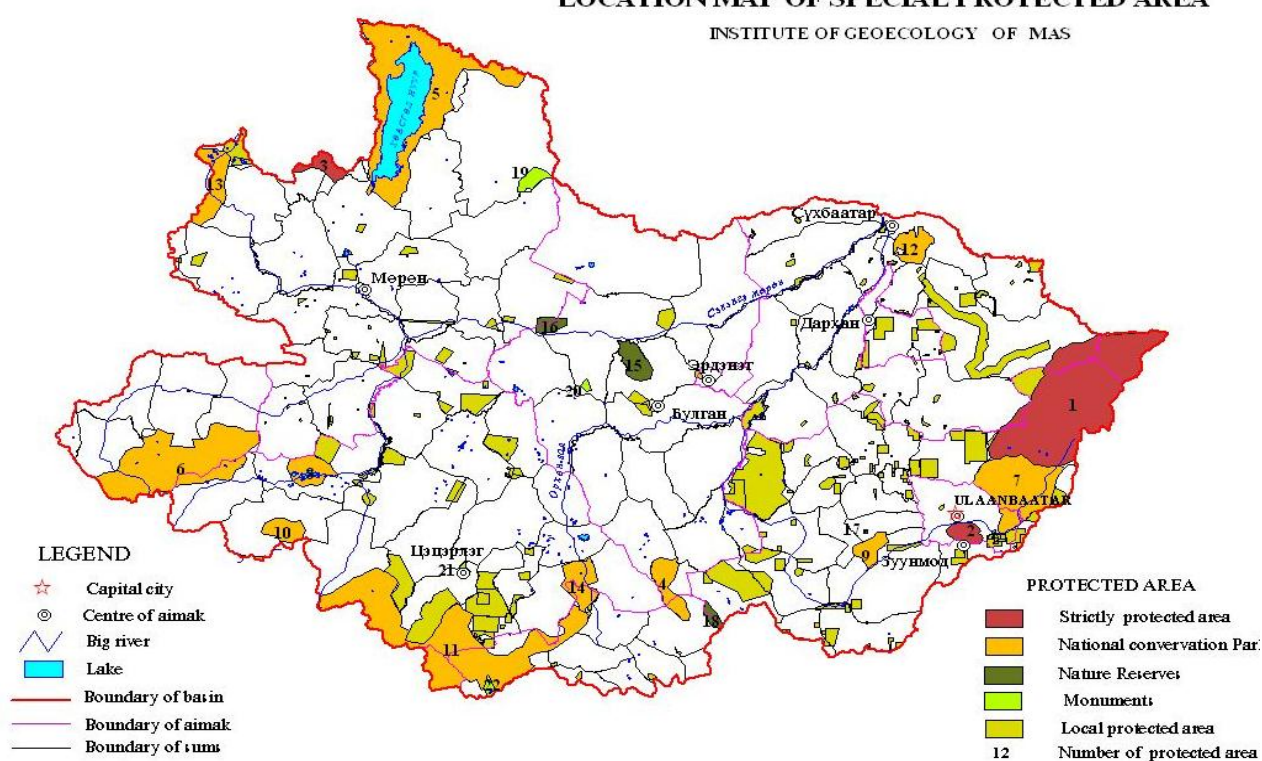 LOCATION MAP OF SPECIAL PROTECTED AREA
INSTITUTE OF GEOECOLOGY OF MAS
5
3
13
19
Сүхбаатар
12
Мөрөн
Сэлэнгэ мөрөн
Дархан
16
15
Эрдэнэт
1
20
Булган
6
8
Орхон гол
7
ULAANBAATAR
10
17
2
9
Зуунмод
Цэцэрлэг
21
14
4
18
11
22
LEGEND
Capital city
Centre of aimak
Big river
Lake
Boundary of basin
Boundary of aimak
Boundary of sums
PROTECTED AREA
Strictly protected area
National convervation Par
Nature Reserves
Monuments
Local protected area
12 Number of protected area